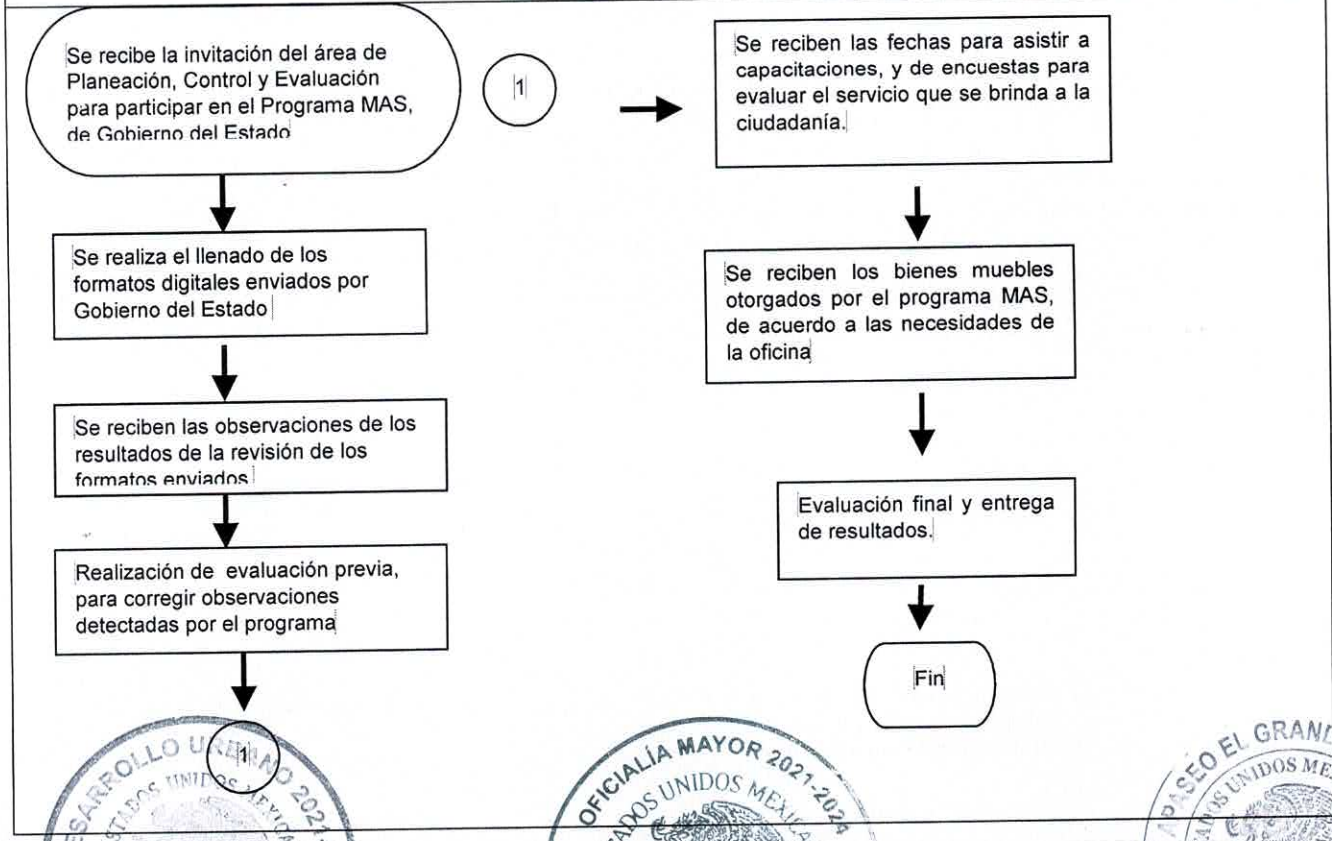 Se recibe la invitación del área de
Planeación, Control y Evaluación
para participar en el Programa MAS,
de Gobierno del Estado
Se realiza el llenado de los
formatos digitales enviados por
Gobierno del Estado
Se reciben las observaciones de los
resultados de la revisión de los
formatos enviados
Realización de evaluación previa,
para corregir observaciones
detectadas por el programa
1
1
Se reciben las fechas para asistir a
capacitaciones, y de encuestas para
evaluar el servicio que se brinda a la
ciudadanía.
Se reciben los bienes muebles
otorgados por el programa MAS,
de acuerdo a las necesidades de
la oficina
Evaluación final y entrega
de resultados.
Fin
OFICIALÍA MAYOR 2021-2024
UNIDOS
EL GRAND
UNIDOS